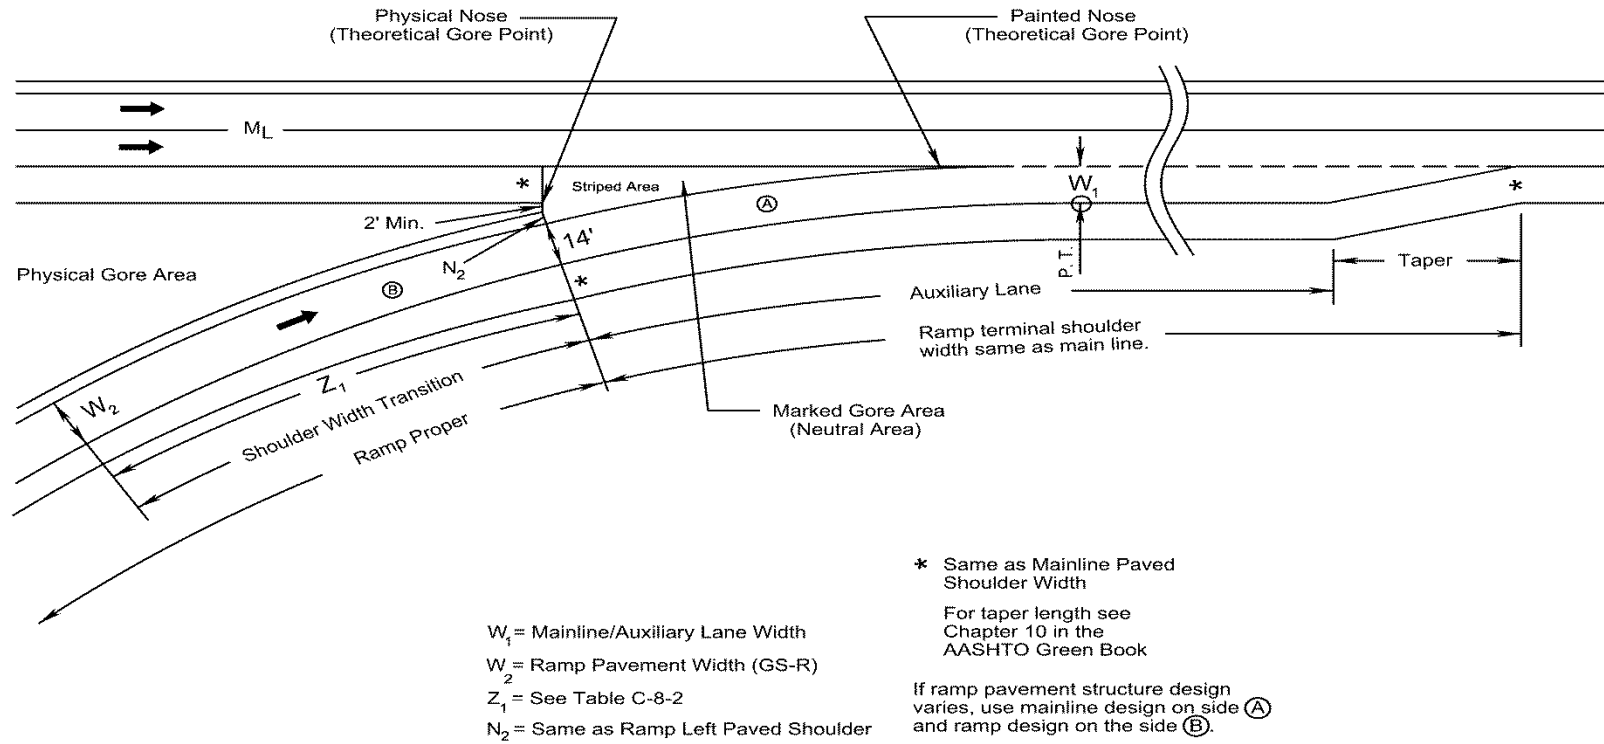 Physical Nose
(Theoretical Gore Point)
Painted Nose
(Theoretical Gore Point)
ML
*
Striped Area
A
W1
*
2' Min.
14'
N2
P.T.
Physical Gore Area
B
*
Taper
Auxiliary Lane
Ramp terminal shoulder
width same as main line.
Z1
W2
Shoulder Width Transition
Ramp Proper
Marked Gore Area
(Neutral Area)
W1= Mainline/Auxiliary Lane Width
W2= Ramp Pavement Width (GS-R)
Z1= See Table C-8-2
N2= Same as Ramp Left Paved Shoulder
* Same as Mainline Paved
Shoulder Width
For taper length see
Chapter 10 in the
AASHTO Green Book
If ramp pavement structure design
varies, use mainline design on side A
and ramp design on the side B.